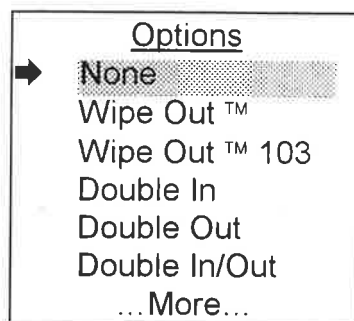 Options
None
Wipe Out ™
Wipe Out ™ 103
Double In
Double Out
Double In/Out
...More...